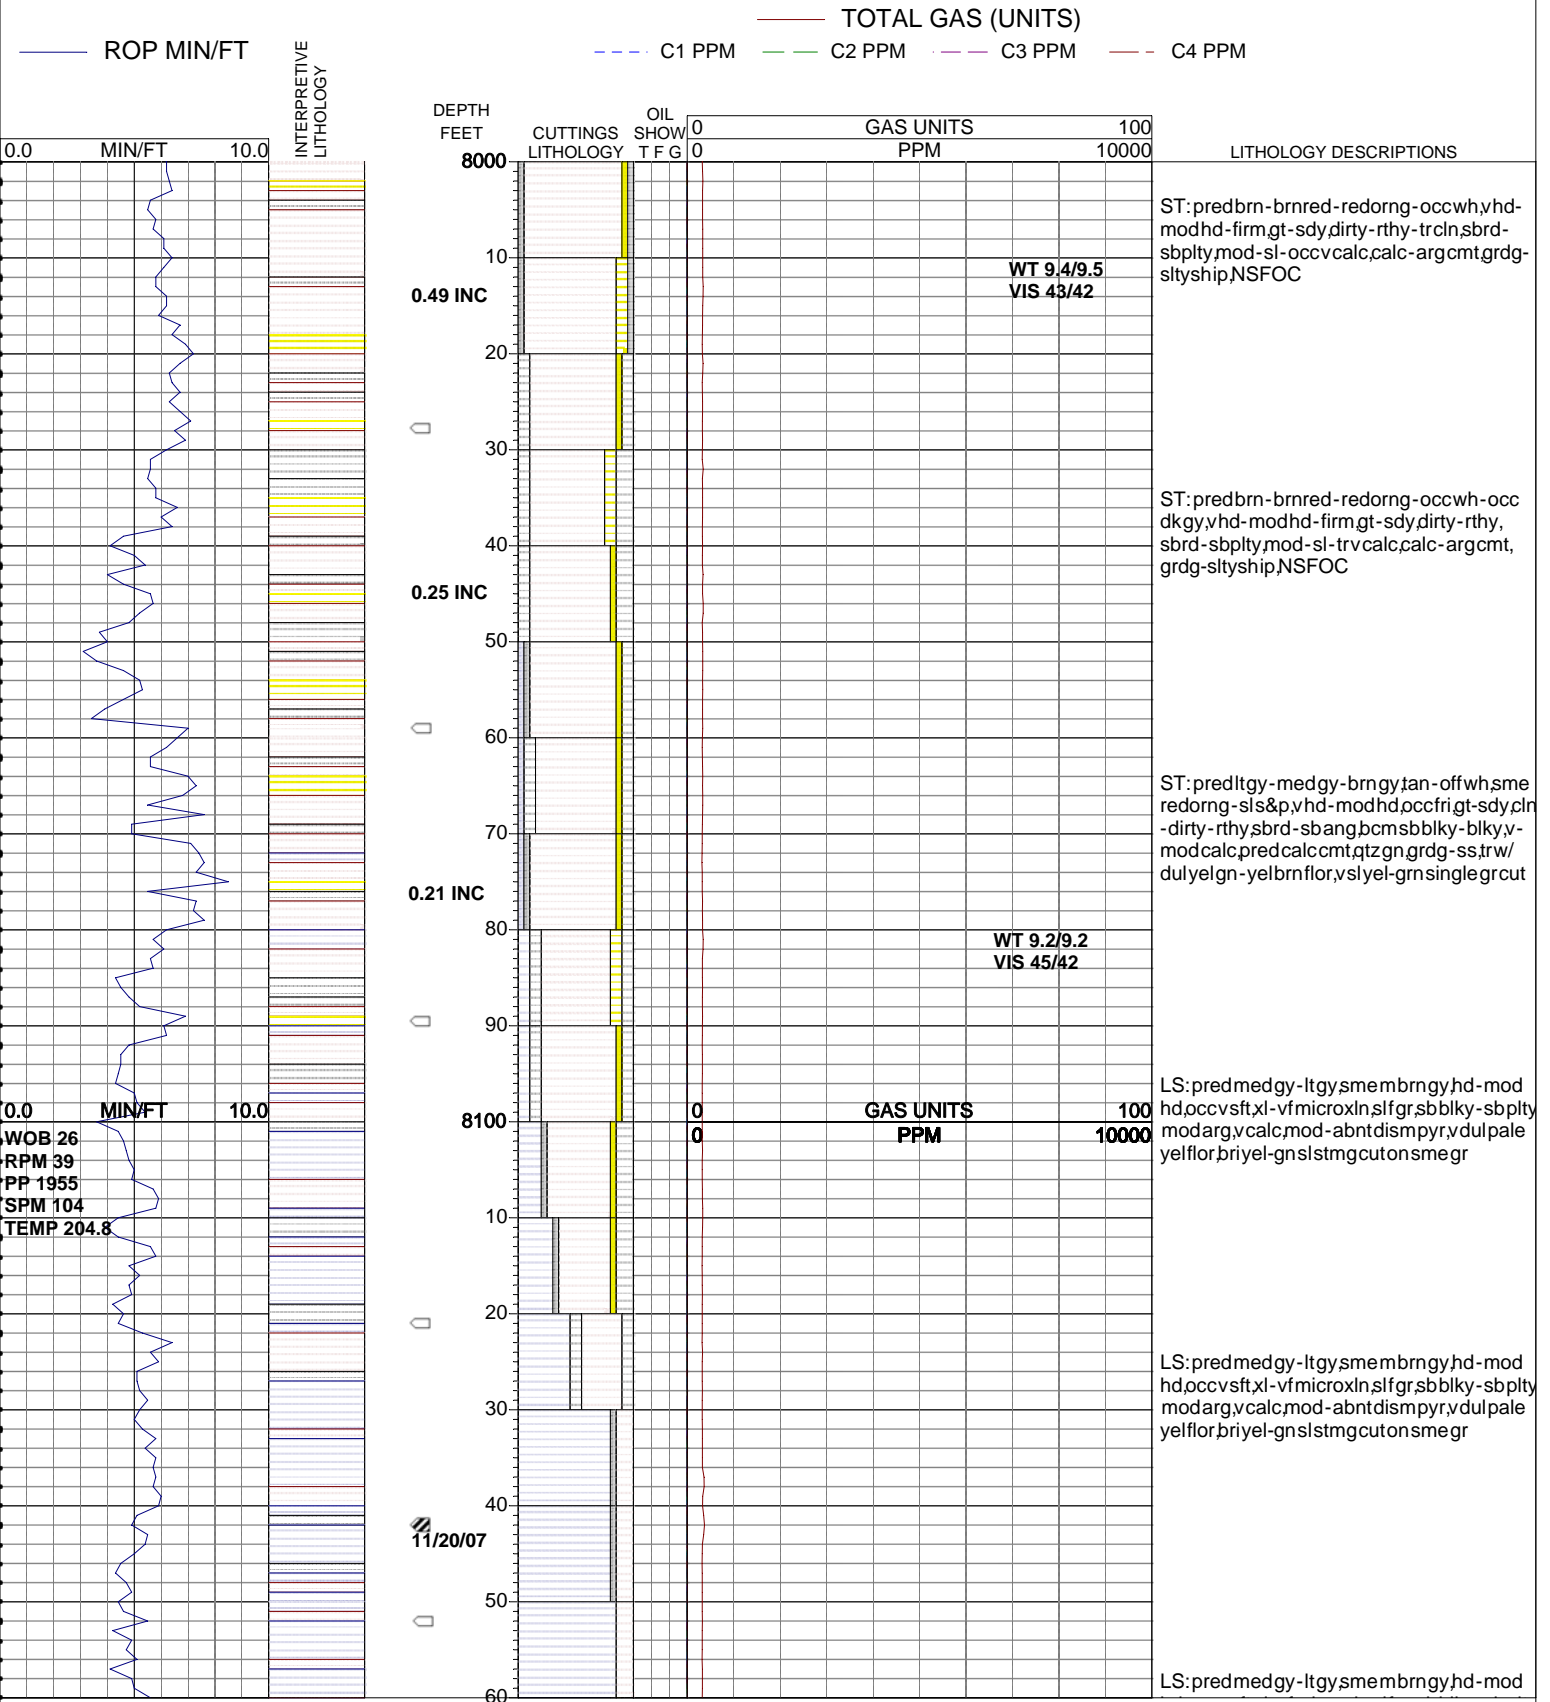 TOTAL GAS (UNITS)
ROP MIN/FT
C1 PPM
C2 PPM
C3 PPM
C4 PPM
INTERPRETIVE
LITHOLOGY
DEPTH
FEET
CUTTINGS
LITHOLOGY
OIL
SHOW
T F G
0 GAS UNITS 100
0.0 MIN/FT 10.0
0 PPM 10000
LITHOLOGY DESCRIPTIONS
8000
ST:predbrn-brnred-redorng-occwh,vhd-
modhd-firm,gt-sdy,dirty-rthy-trcln,sbrd-
sbplty,mod-sl-occvcalc,calc-argcmt,grdg-
sltyship,NSFOC
10
WT 9.4/9.5
VIS 43/42
0.49 INC
20
30
ST:predbrn-brnred-redorng-occwh-occ
dkgy,vhd-modhd-firm,gt-sdy,dirty-rthy,
sbrd-sbplty,mod-sl-trvcalc,calc-argcmt,
grdg-sltyship,NSFOC
40
0.25 INC
50
60
ST:predltgy-medgy-brngy,tan-offwh,sme
redorng-sls&p,vhd-modhd,occfri,gt-sdy,cln
-dirty-rthy,sbrd-sbang,bcmsbblky-blky,v-
modcalc,predcalccmt,qtzgn,grdg-ss,trw/
dulyelgn-yelbrnflor,vslyel-grnsinglegrcut
70
0.21 INC
80
WT 9.2/9.2
VIS 45/42
90
LS:predmedgy-ltgy,smembrngy,hd-mod
hd,occvsft,xl-vfmicroxln,slfgr,sbblky-sbplty
modarg,vcalc,mod-abntdismpyr,vdulpale
yelflor,briyel-gnslstmgcutonsmegr
0.0 MIN/FT 10.0
0 GAS UNITS 100
8100
0 PPM 10000
WOB 26
RPM 39
PP 1955
SPM 104
TEMP 204.8
10
20
LS:predmedgy-ltgy,smembrngy,hd-mod
hd,occvsft,xl-vfmicroxln,slfgr,sbblky-sbplty
modarg,vcalc,mod-abntdismpyr,vdulpale
yelflor,briyel-gnslstmgcutonsmegr
30
40
11/20/07
50
LS:predmedgy-ltgy,smembrngy,hd-mod
60